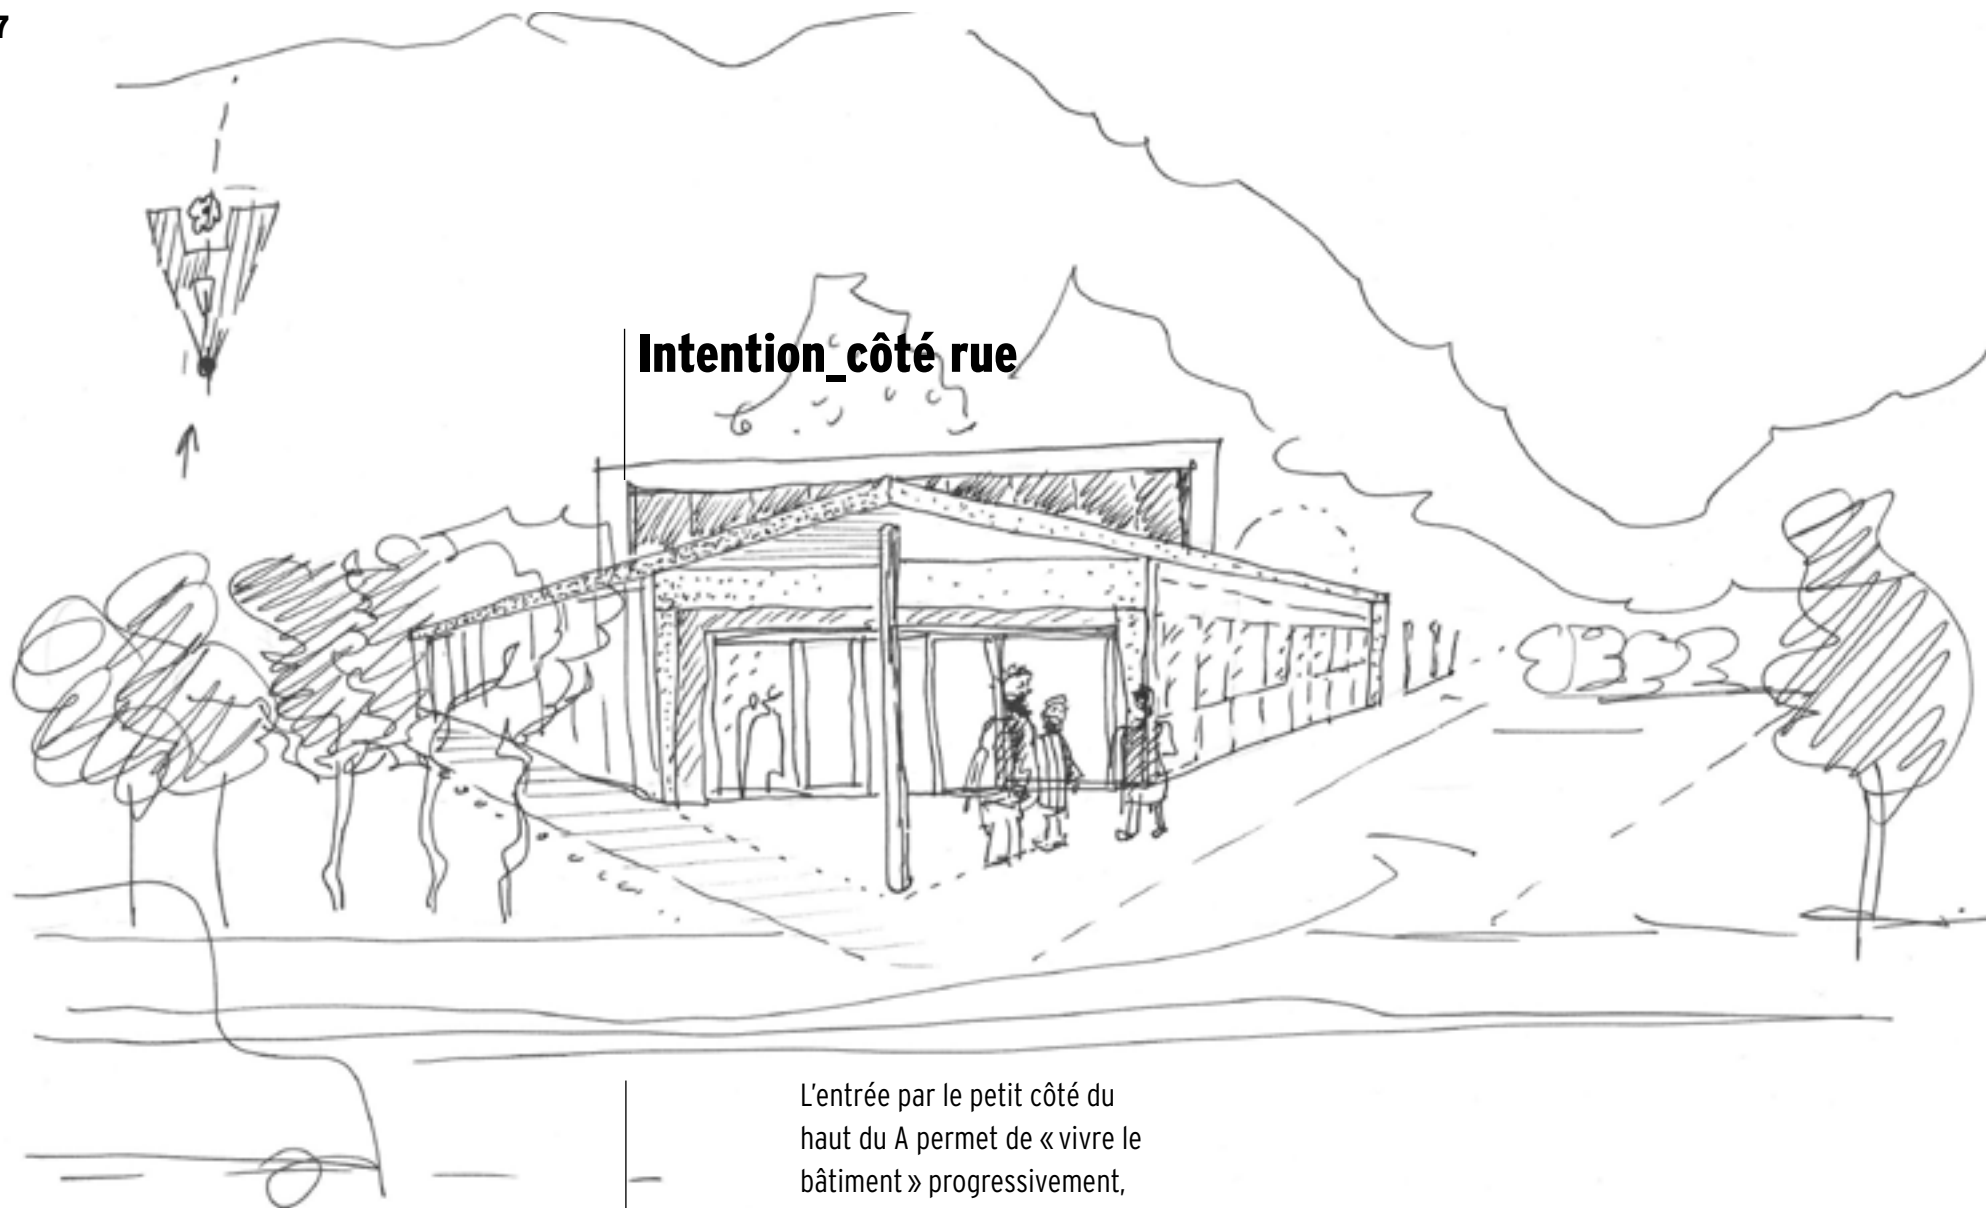 7
Intention_côté rue
L'entrée par le petit côté du
haut du A permet de « vivre le
bâtiment » progressivement,